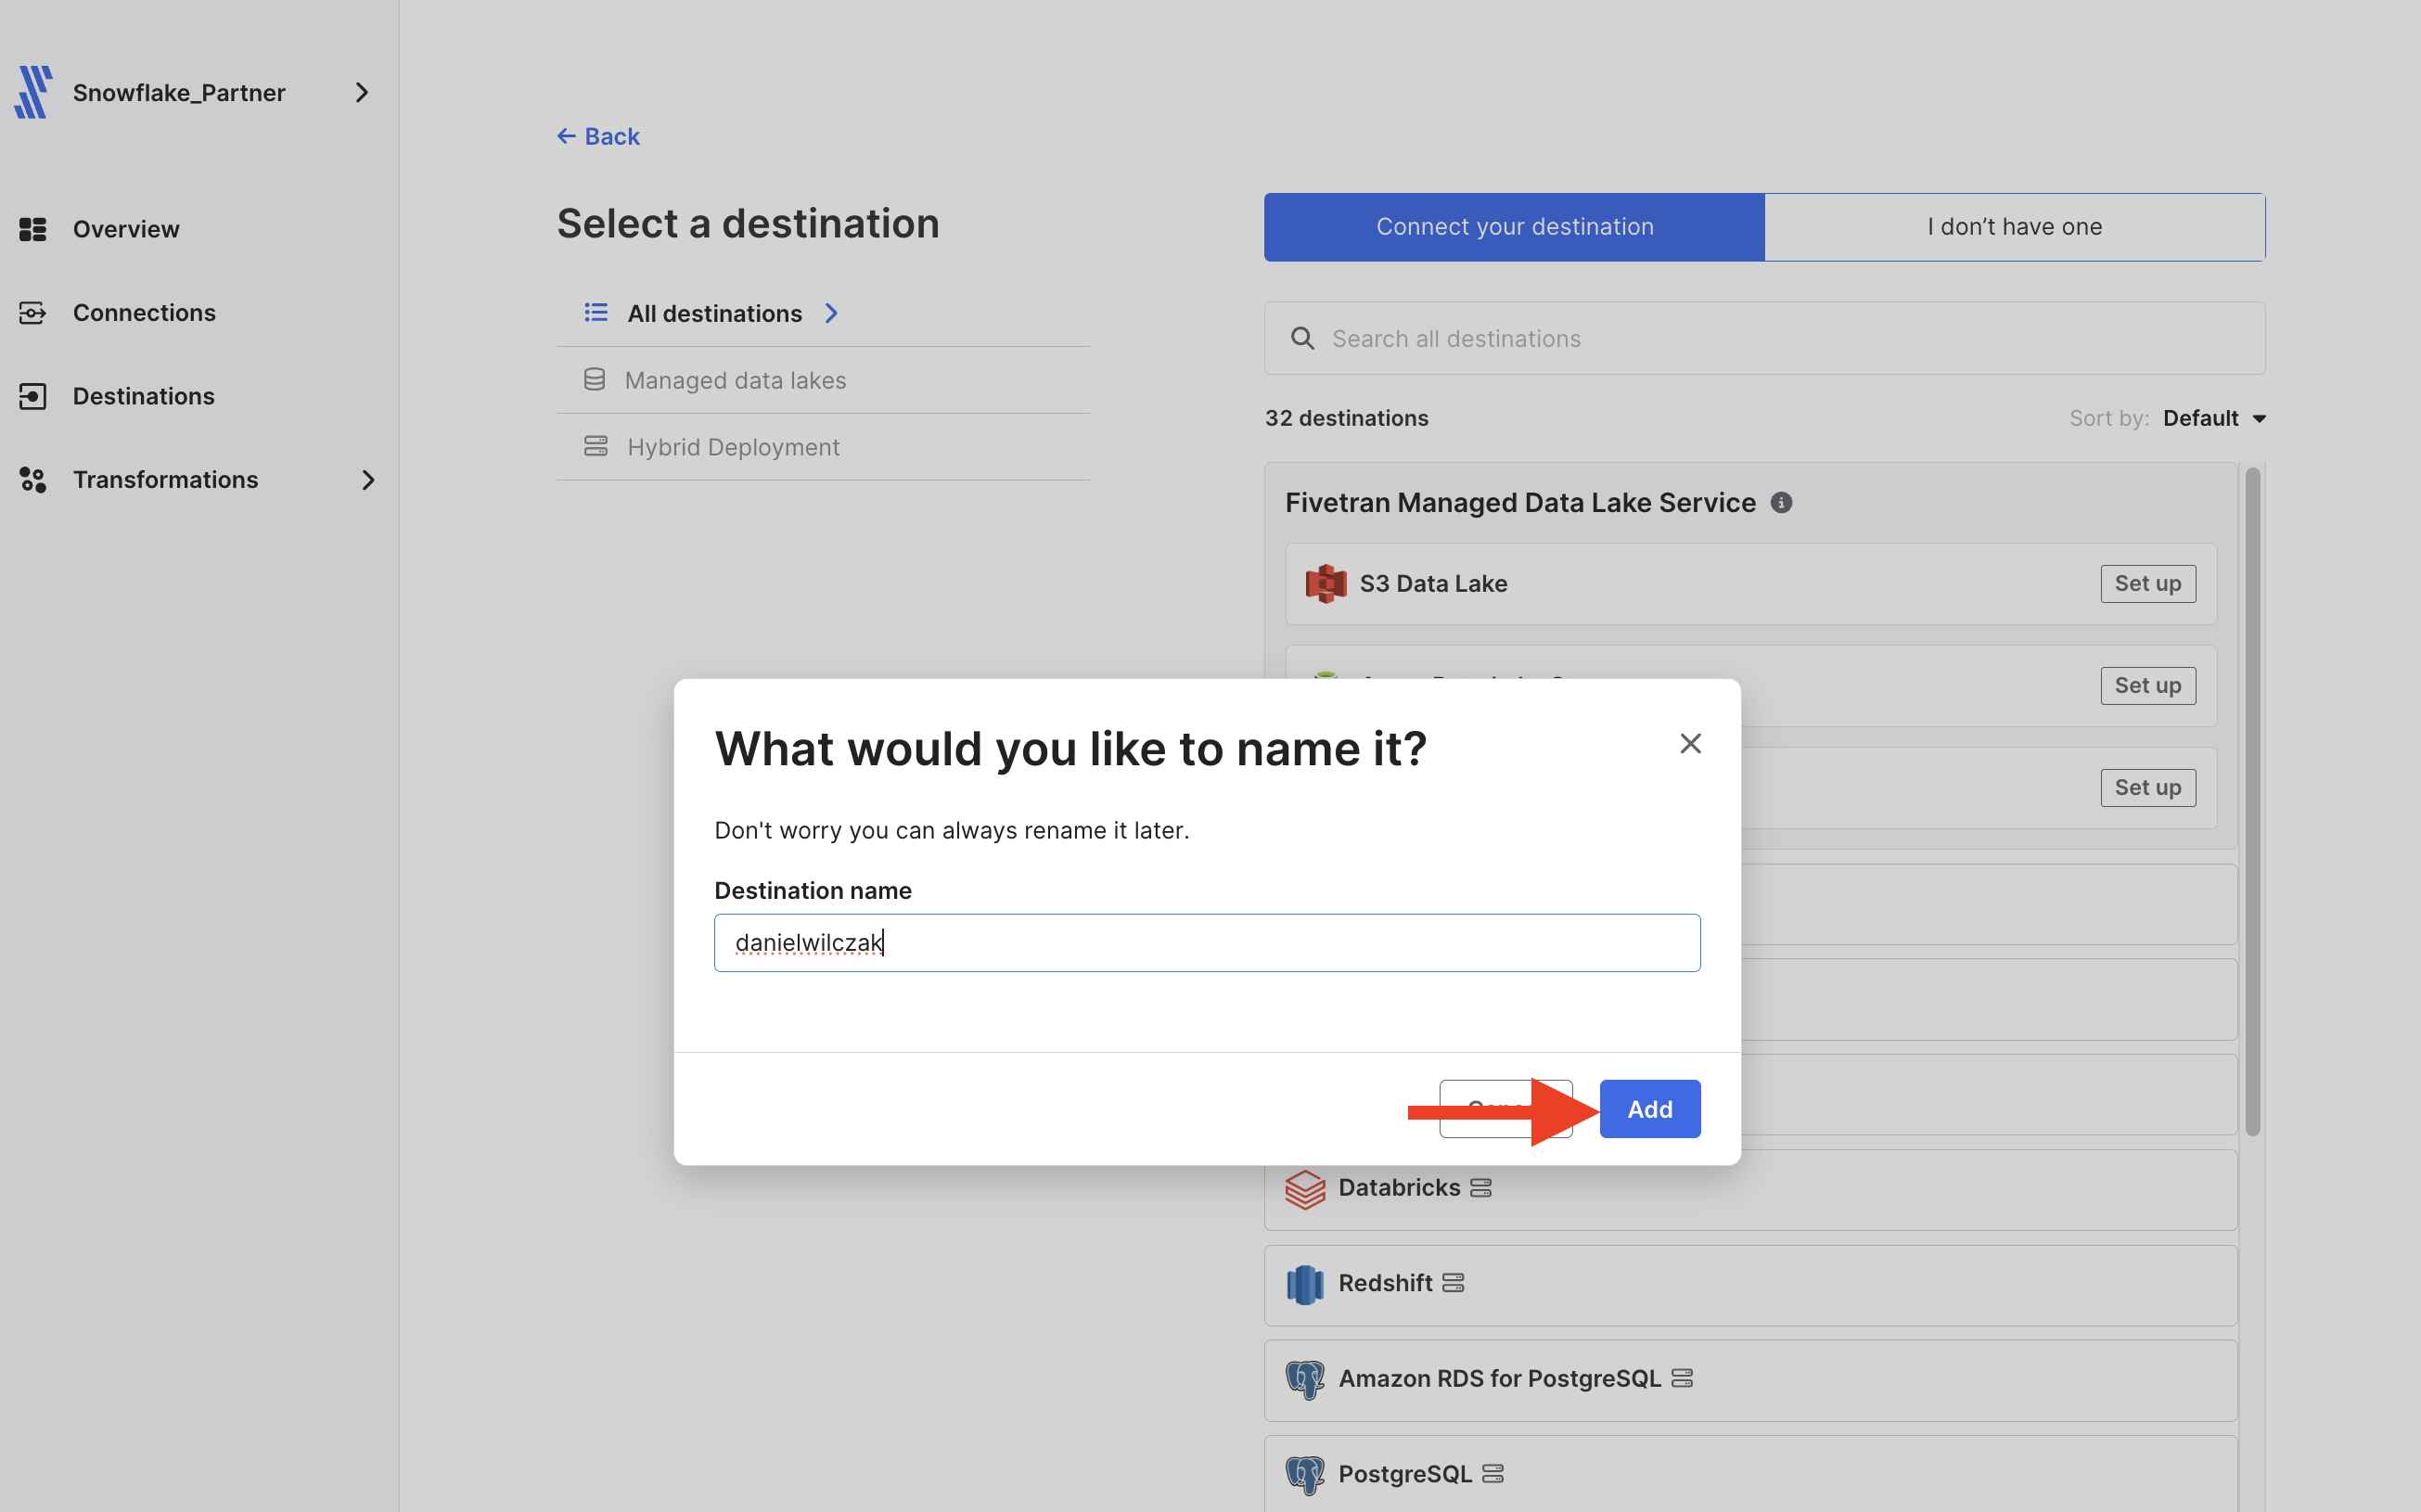 Snowflake_Partner
Overview
Connections
Destinations
Transformations
Back
Select a destination
All destinations
Managed data lakes
Hybrid Deployment
Connect your destination
I don’t have one
Search all destinations
32 destinations
Sort by: Default
Fivetran Managed Data Lake Service
S3 Data Lake
Set up
Set up
Set up
What would you like to name it?
Don't worry you can always rename it later.
Destination name
danielwilczak
Add
Databricks
Redshift
Amazon RDS for PostgreSQL
PostgreSQL